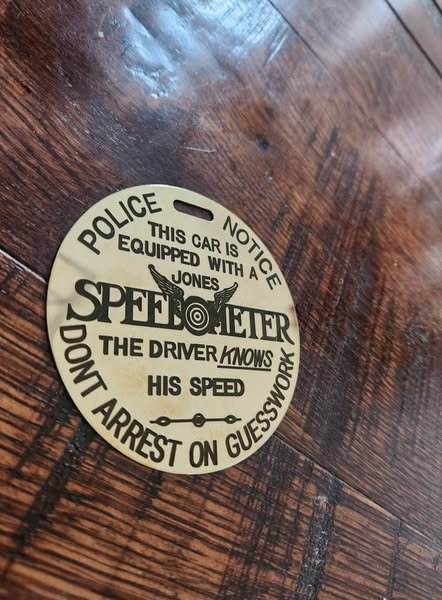 POLICE NOTICE
THIS CAR IS
EQUIPPED WITH A
JONES
SPEEDOMETER
THE DRIVER KNOWS
HIS SPEED
DONT ARREST ON GUESSWORK